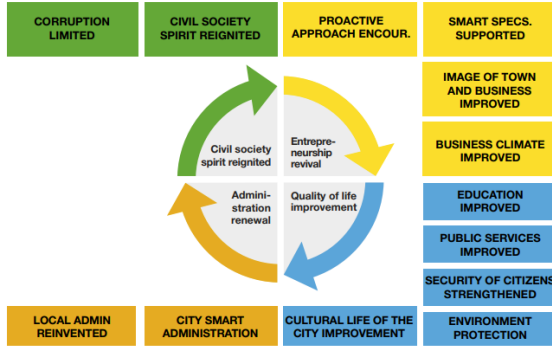 CORRUPTION
LIMITED
CIVIL SOCIETY
SPIRIT REIGNITED
PROACTIVE
APPROACH ENCOUR.
SMART SPECS.
SUPPORTED
IMAGE OF TOWN
AND BUSINESS
IMPROVED
BUSINESS CLIMATE
IMPROVED
Civil society
spirit reignited
Entrepre-
neurship
revival
Admini-
stration
renewal
Quality of life
improvement
EDUCATION
IMPROVED
PUBLIC SERVICES
IMPROVED
SECURITY OF CITIZENS
STRENGTHENED
LOCAL ADMIN
REINVENTED
CITY SMART
ADMINISTRATION
CULTURAL LIFE OF THE
CITY IMPROVEMENT
ENVIRONMENT
PROTECTION